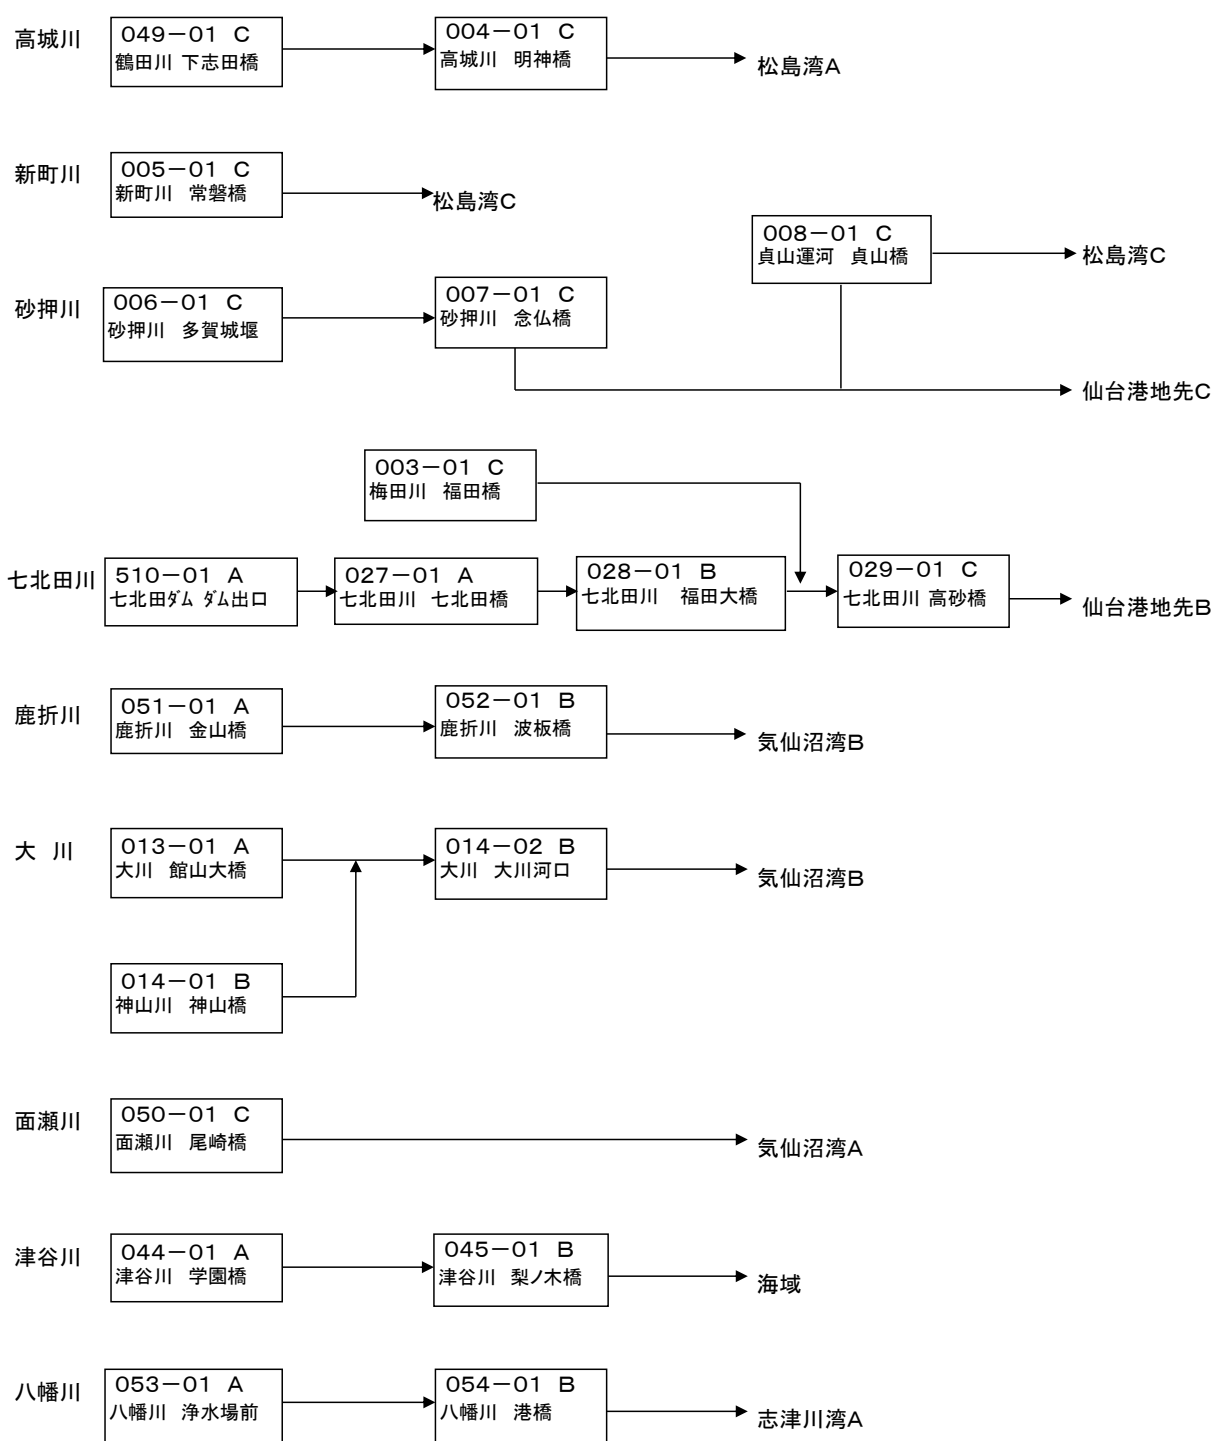 高城川
049－01 C
鶴田川 下志田橋
004－01 C
高城川 明神橋
松島湾A
新町川
005－01 C
新町川 常磐橋
松島湾C
008－01 C
貞山運河 貞山橋
松島湾C
砂押川
006－01 C
砂押川 多賀城堰
007－01 C
砂押川 念仏橋
仙台港地先C
003－01 C
梅田川 福田橋
七北田川
510－01 A
七北田ﾀﾞﾑ ダム出口
027－01 A
七北田川 七北田橋
028－01 B
七北田川 福田大橋
029－01 C
七北田川 高砂橋
仙台港地先B
鹿折川
051－01 A
鹿折川 金山橋
052－01 B
鹿折川 波板橋
気仙沼湾B
大 川
013－01 A
大川 館山大橋
014－02 B
大川 大川河口
気仙沼湾B
014－01 B
神山川 神山橋
面瀬川
050－01 C
面瀬川 尾崎橋
気仙沼湾A
津谷川
044－01 A
津谷川 学園橋
045－01 B
津谷川 梨ノ木橋
海域
八幡川
053－01 A
八幡川 浄水場前
054－01 B
八幡川 港橋
志津川湾A